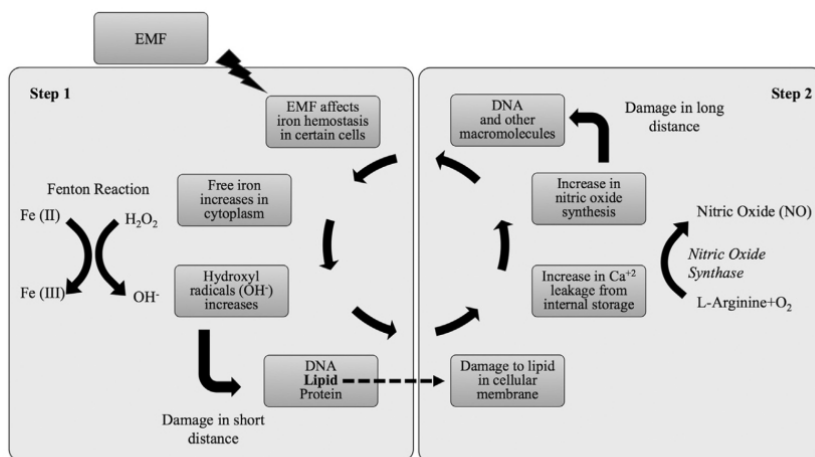 EMF
Step 1
EMF affects
iron hemostasis
in certain cells
Fenton Reaction
Fe (II)
H₂O₂
Fe (III)
OH⁻
Free iron
increases in
cytoplasm
Hydroxyl
radicals (OH⁻)
increases
Damage in short
distance
DNA
Lipid
Protein
Step 2
DNA
and other
macromolecules
Damage in long
distance
Increase in
nitric oxide
synthesis
Nitric Oxide (NO)
Nitric Oxide
Synthase
L-Arginine+O₂
Increase in Ca⁺²
leakage from
internal storage
Damage to lipid
in cellular
membrane